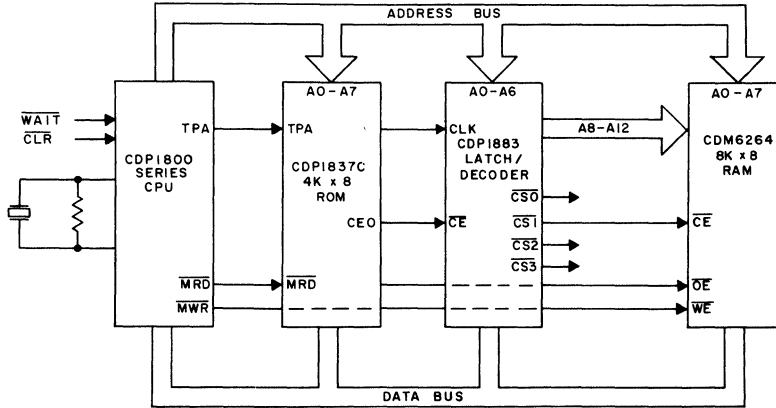 ADDRESS BUS
WAIT
CLR
TPA
CDP1800
SERIES
CPU
MRD
MWR
A0-A7
TPA
CDP1837C
4K x 8
ROM
CEO
MRD
A0-A6
CLK
CDP1883
LATCH/
DECODER
CS0
CE
CS1
CS2
CS3
A8-A12
A0-A7
CDM6264
8K x 8
RAM
CE
OE
WE
DATA BUS